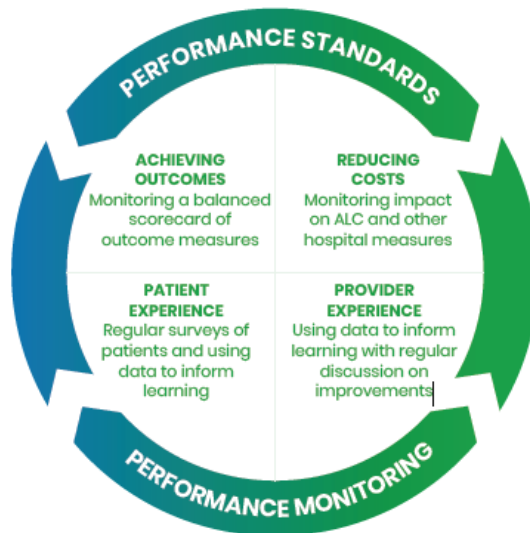 PERFORMANCE STANDARDS
ACHIEVING
OUTCOMES
Monitoring a balanced
scorecard of
outcome measures
REDUCING
COSTS
Monitoring impact
on ALC and other
hospital measures
PATIENT
EXPERIENCE
Regular surveys of
patients and using
data to inform
learning
PROVIDER
EXPERIENCE
Using data to inform
learning with regular
discussion on
improvements
PERFORMANCE MONITORING